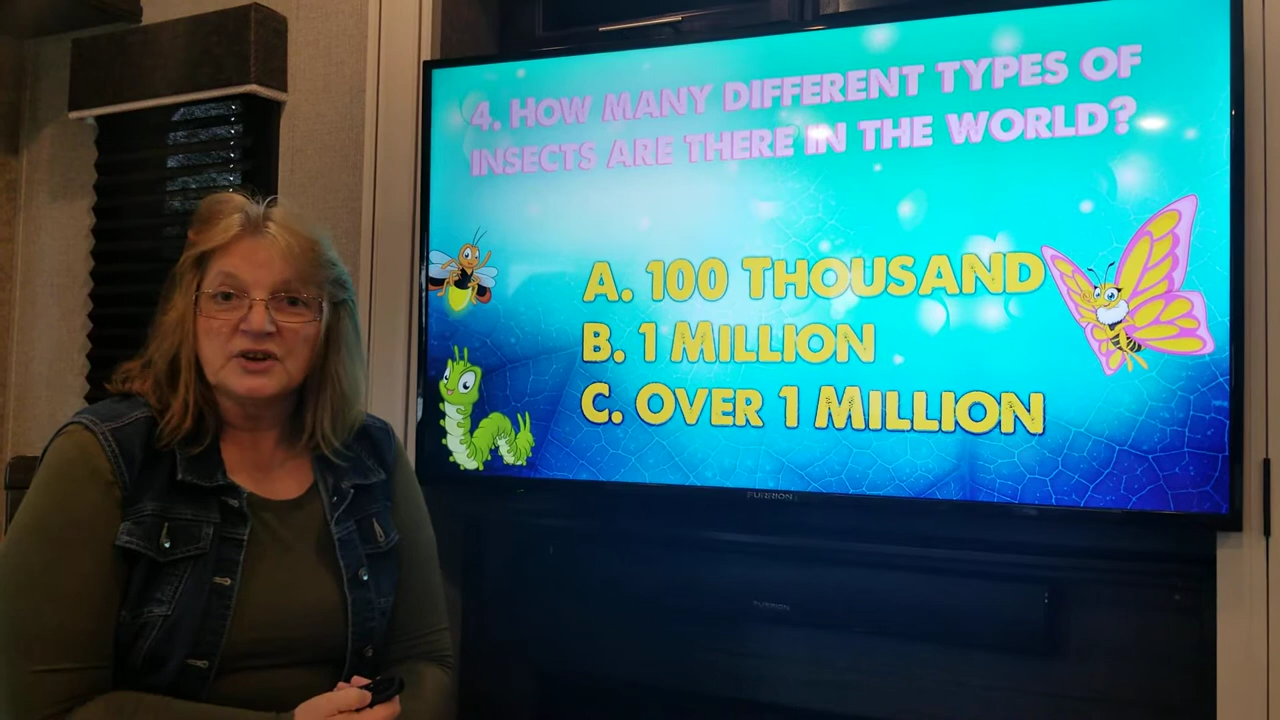 4. HOW MANY DIFFERENT TYPES OF
INSECTS ARE THERE IN THE WORLD?
A. 100 THOUSAND
B. 1 MILLION
C. OVER 1 MILLION
FURRION
FURRION